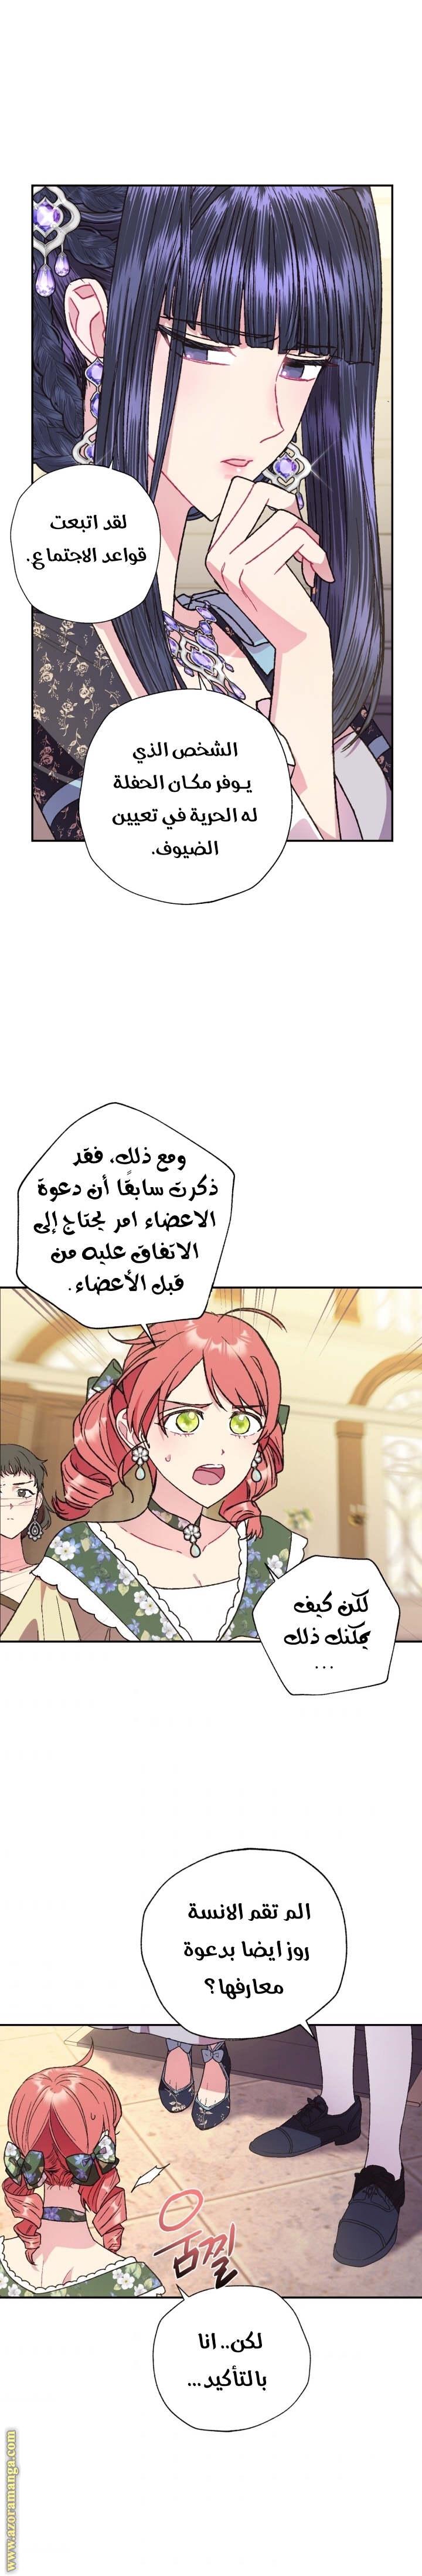 لقد اتبعت
قواعد الاجتماع.
الشخص الذي
يوفر مكان الحفلة
له الحرية في تعيين
الضيوف.
ومع ذلك، فقد
ذكرت سابقًا أن دعوة
الاعضاء امر يحتاج إلى
الاتفاق عليه من
قبل الأعضاء.
لكن كيف
يمكنك ذلك
...
الم تقم الانسة
روز ايضا بدعوة
معارفها؟
움찔
لكن.. انا
بالتأكيد...
www.azoramanga.com